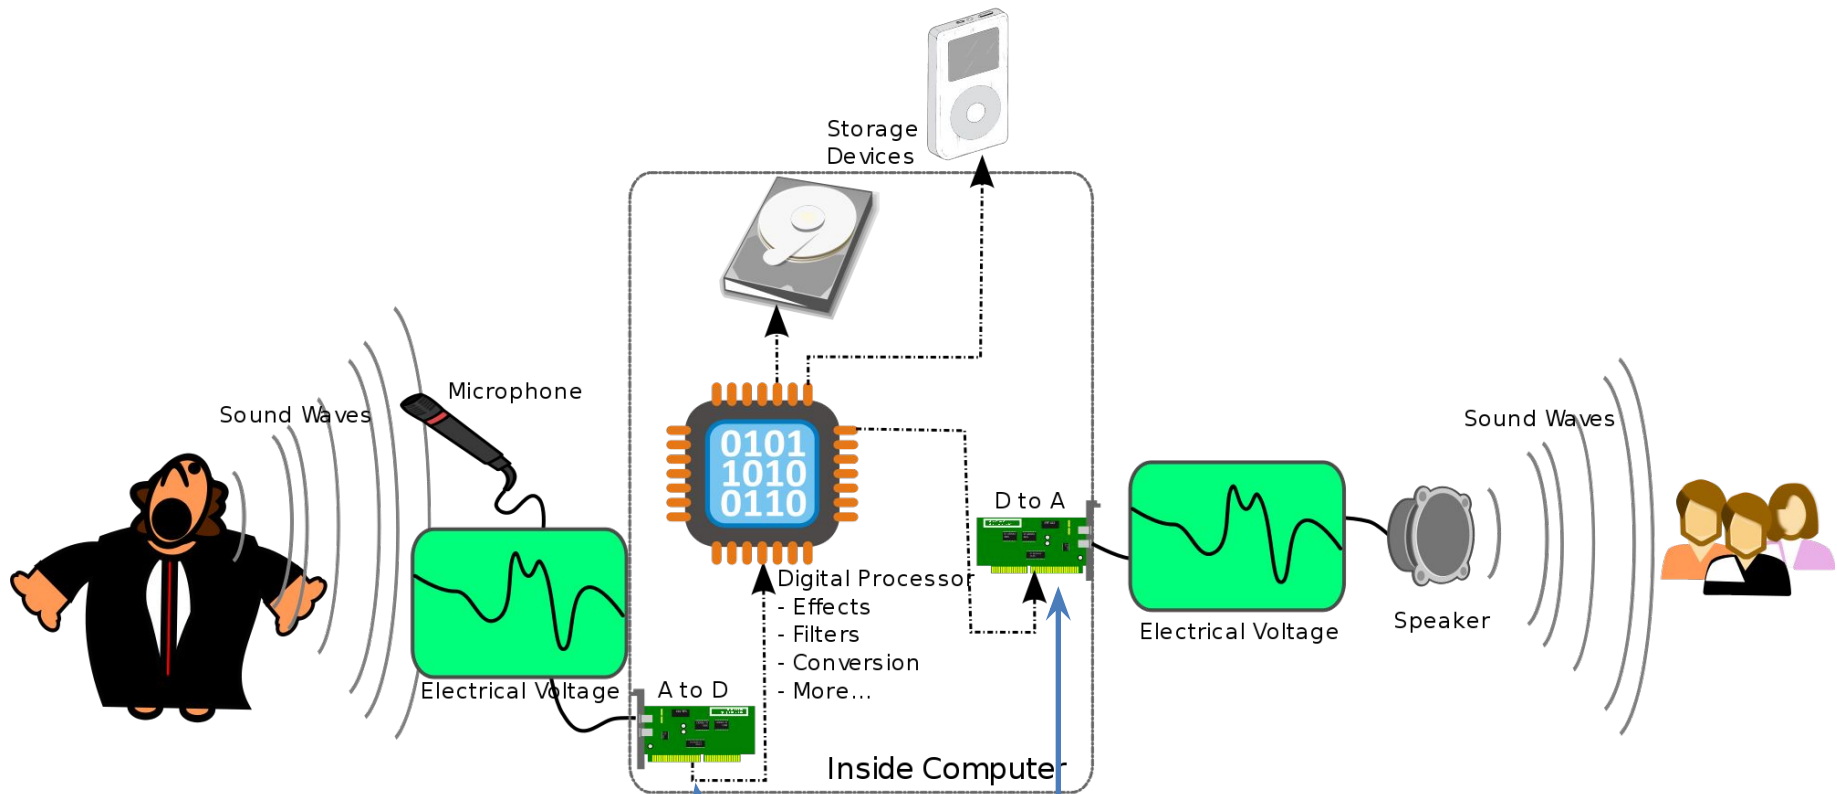 Storage
Devices
Sound Waves
Microphone
0101
1010
0110
Sound Waves
D to A
Digital Processor
- Effects
- Filters
- Conversion
- More...
Electrical Voltage
Speaker
Electrical Voltage
A to D
Inside Computer